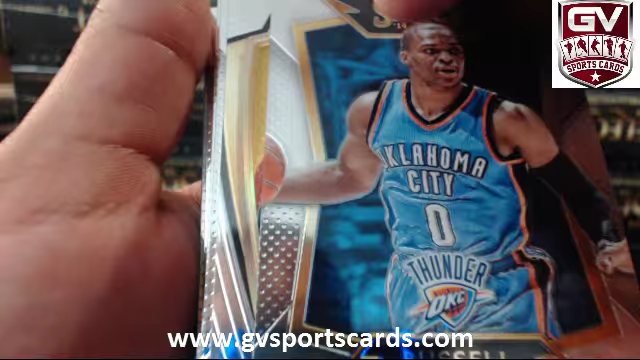 GV
SPORTS CARDS
OKLAHOMA
CITY
0
THUNDER
OKC
www.gvsportscards.com